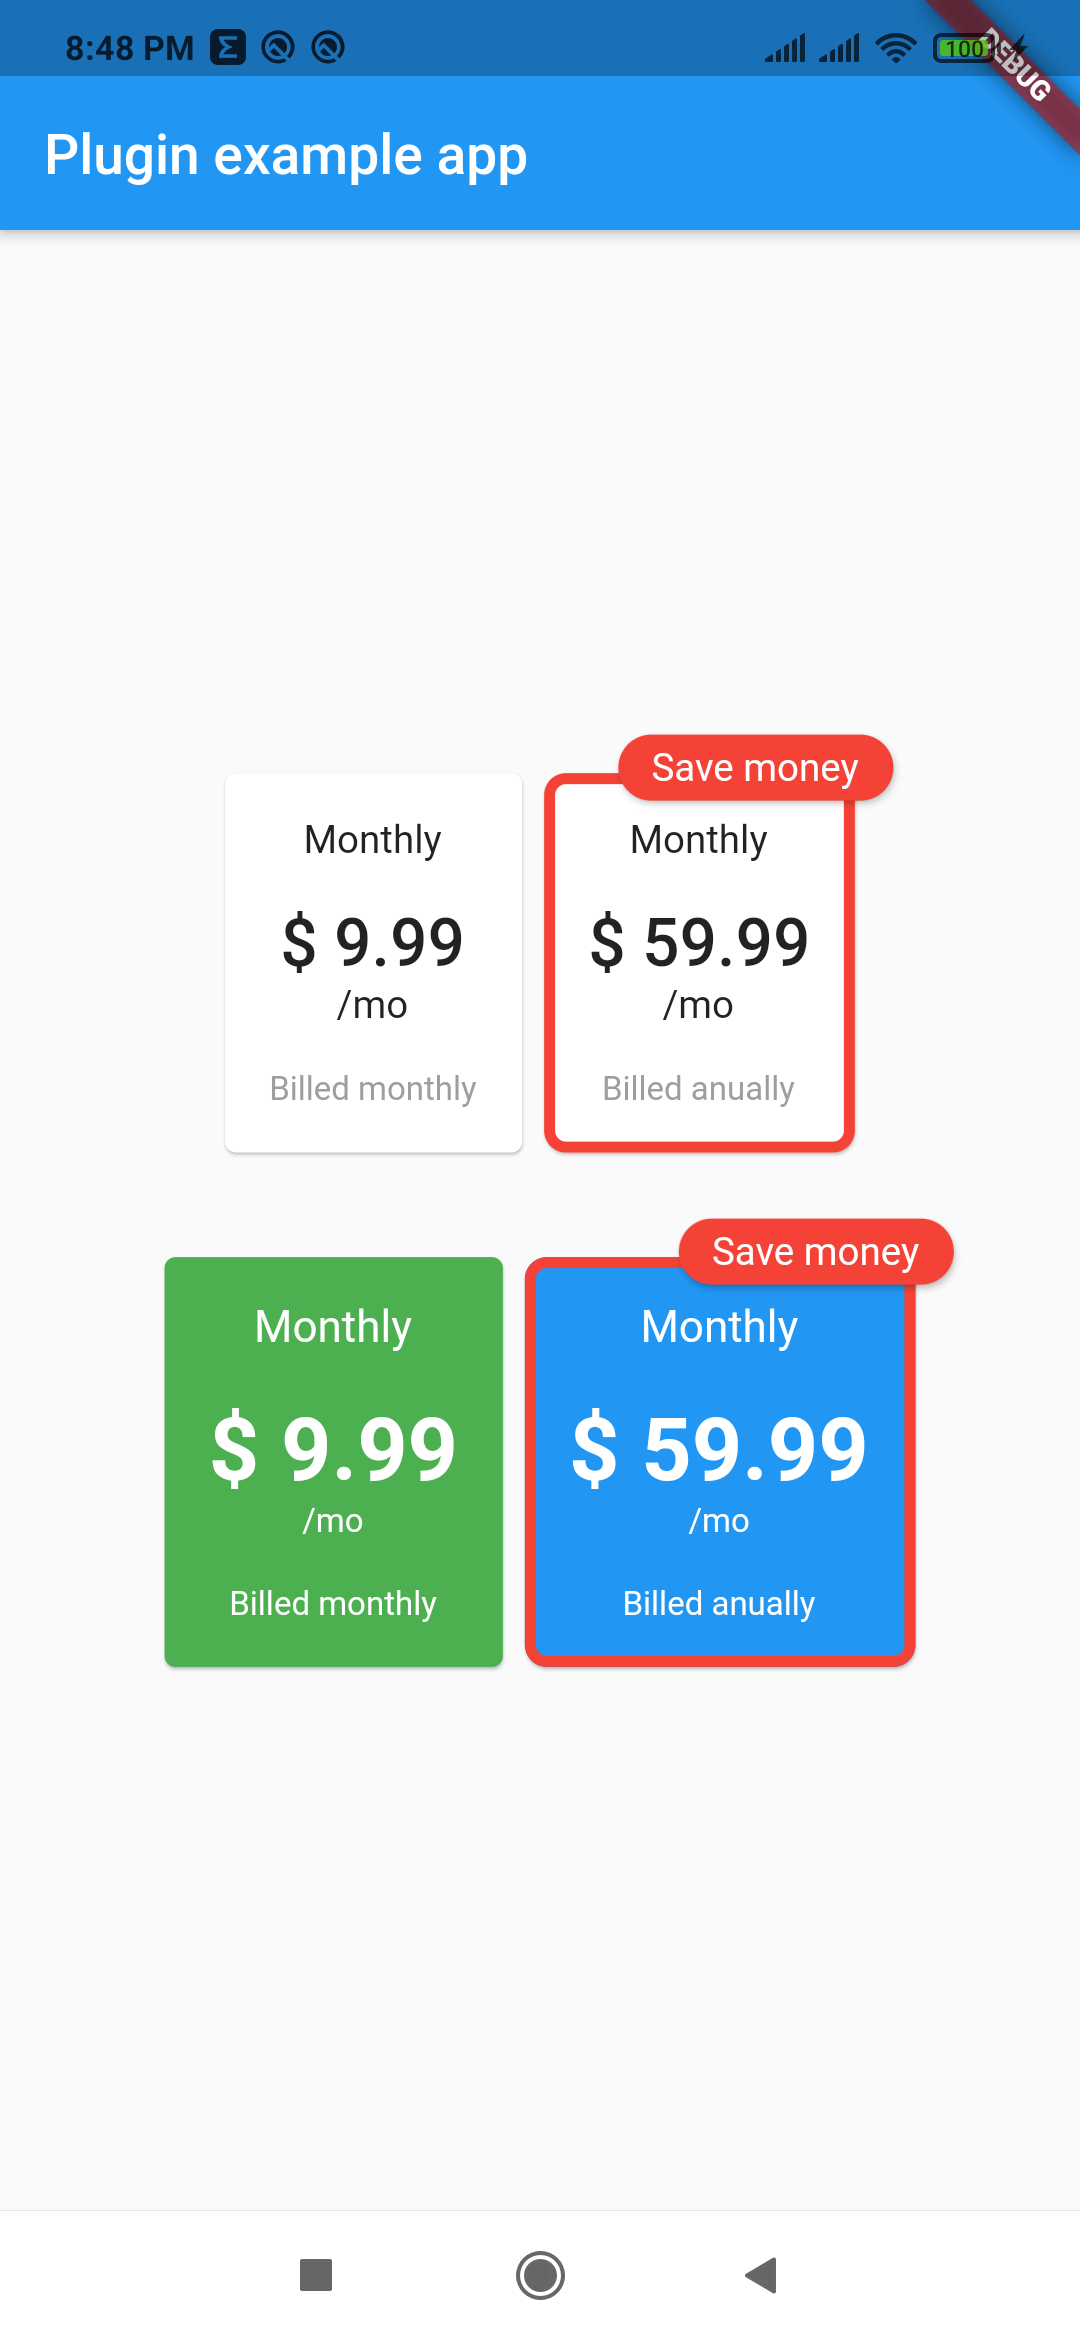 8:48 PM
100
DEBUG
Plugin example app
Save money
Monthly
Monthly
$ 9.99
$ 59.99
/mo
/mo
Billed monthly
Billed anually
Save money
Monthly
Monthly
$ 9.99
$ 59.99
/mo
/mo
Billed monthly
Billed anually